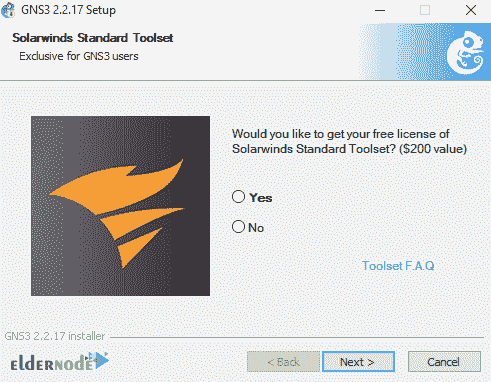 GNS3 2.2.17 Setup
Solarwinds Standard Toolset
Exclusive for GNS3 users
Would you like to get your free license of
Solarwinds Standard Toolset? ($200 value)
Yes
No
Toolset F.A.Q
GNS3 2.2.17 installer
eldernode
< Back
Next >
Cancel